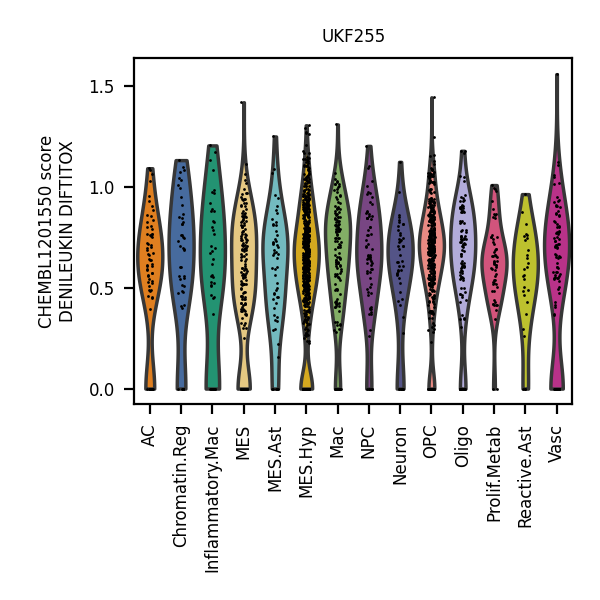 UKF255
CHEMBL1201550 score
DENILEUKIN DIFTITOX
1.5
1.0
0.5
0.0
AC
Chromatin.Reg
Inflammatory.Mac
MES
MES.Ast
MES.Hyp
Mac
NPC
Neuron
OPC
Oligo
Prolif.Metab
Reactive.Ast
Vasc